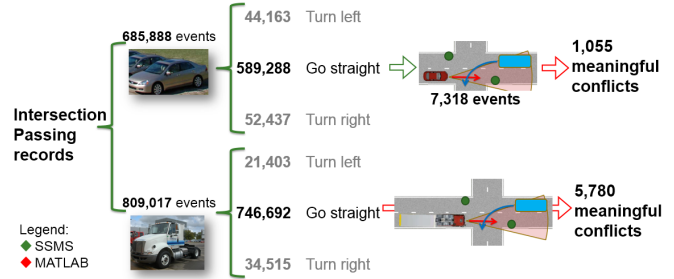 44,163 Turn left
685,888 events
589,288 Go straight
7,318 events
1,055
meaningful
conflicts
52,437 Turn right
Intersection
Passing
records
21,403 Turn left
809,017 events
746,692 Go straight
5,780
meaningful
conflicts
34,515 Turn right
Legend:
SSMS
MATLAB